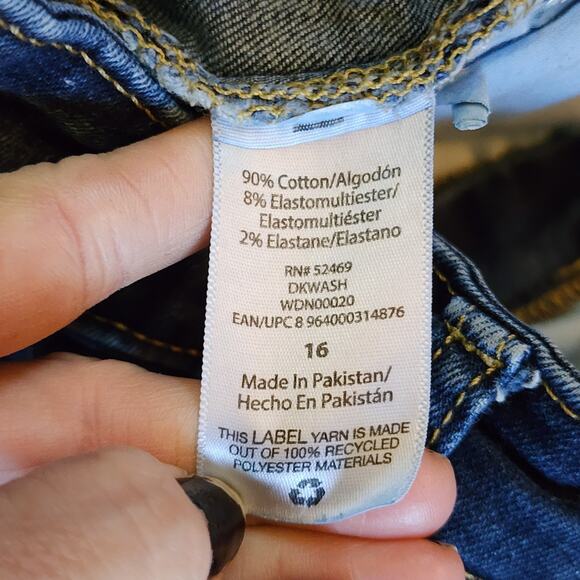 90% Cotton/Algodón
8% Elastomultiester/
Elastomultiéster
2% Elastane/Elastano
RN# 52469
DKWASH
WDN00020
EAN/UPC 8 964000314876
16
Made In Pakistan/
Hecho En Pakistán
THIS LABEL YARN IS MADE
OUT OF 100% RECYCLED
POLYESTER MATERIALS